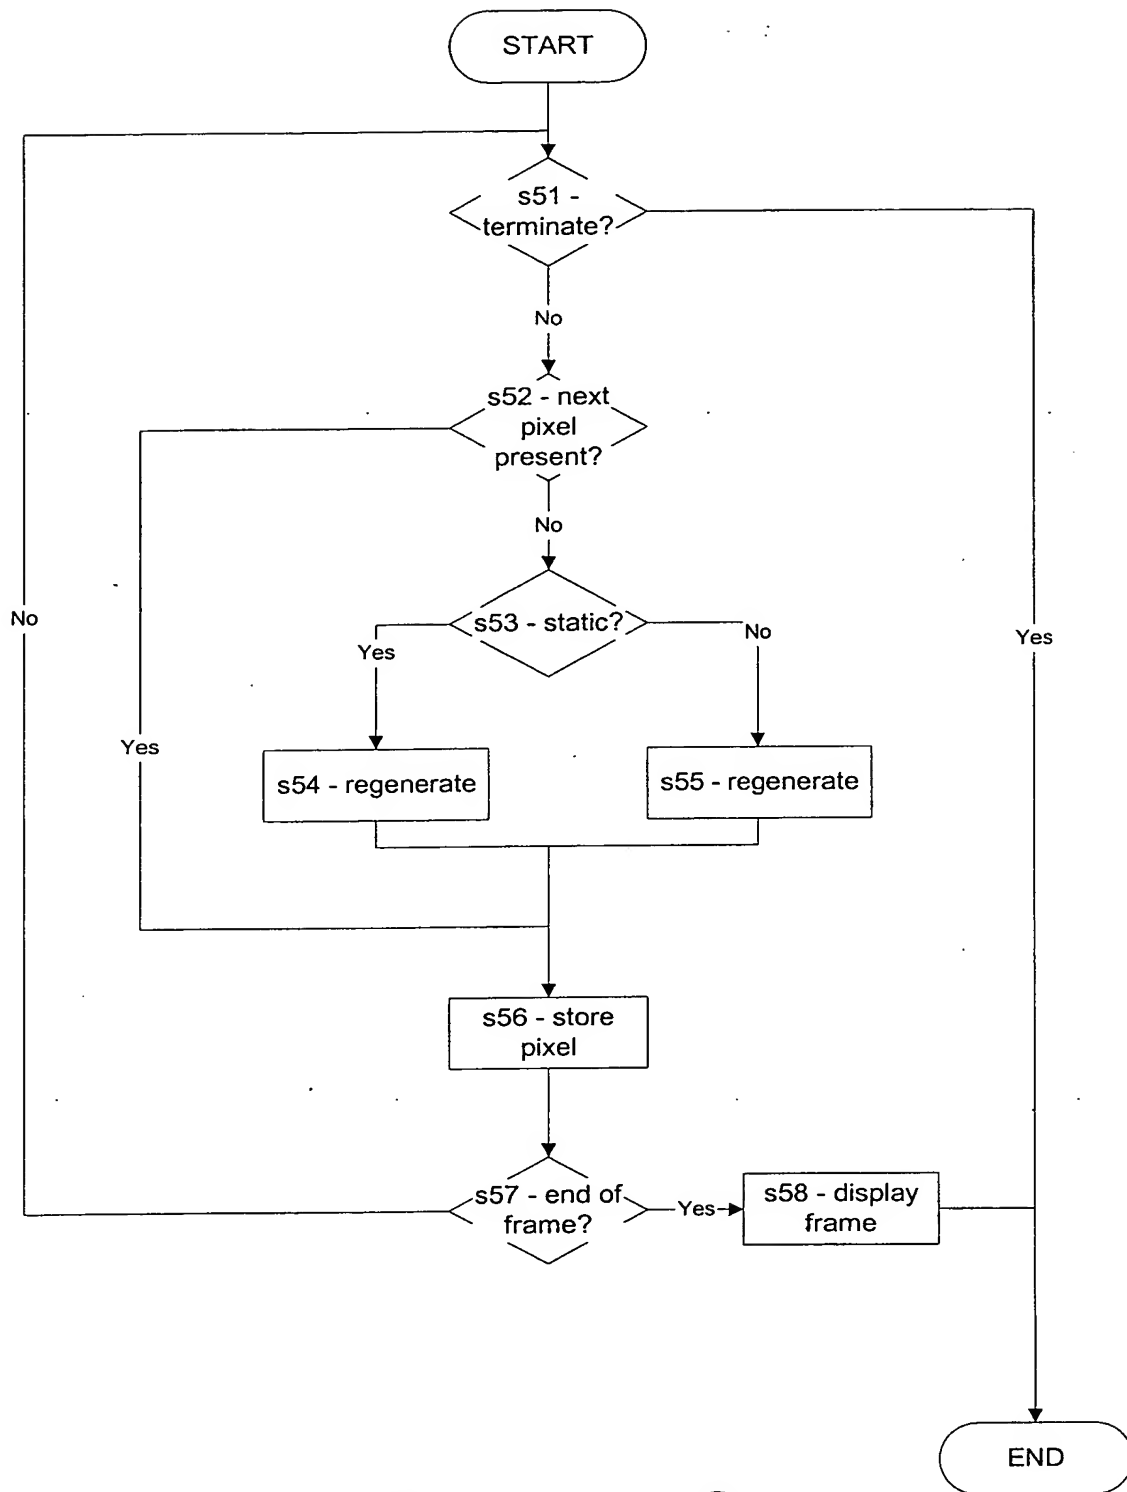 START
s51 -
terminate?
No
s52 - next
pixel
present?
No
s53 - static?
No
Yes
No
Yes
Yes
s54 - regenerate
s55 - regenerate
s56 - store
pixel
s57 - end of
frame?
Yes
s58 - display
frame
END